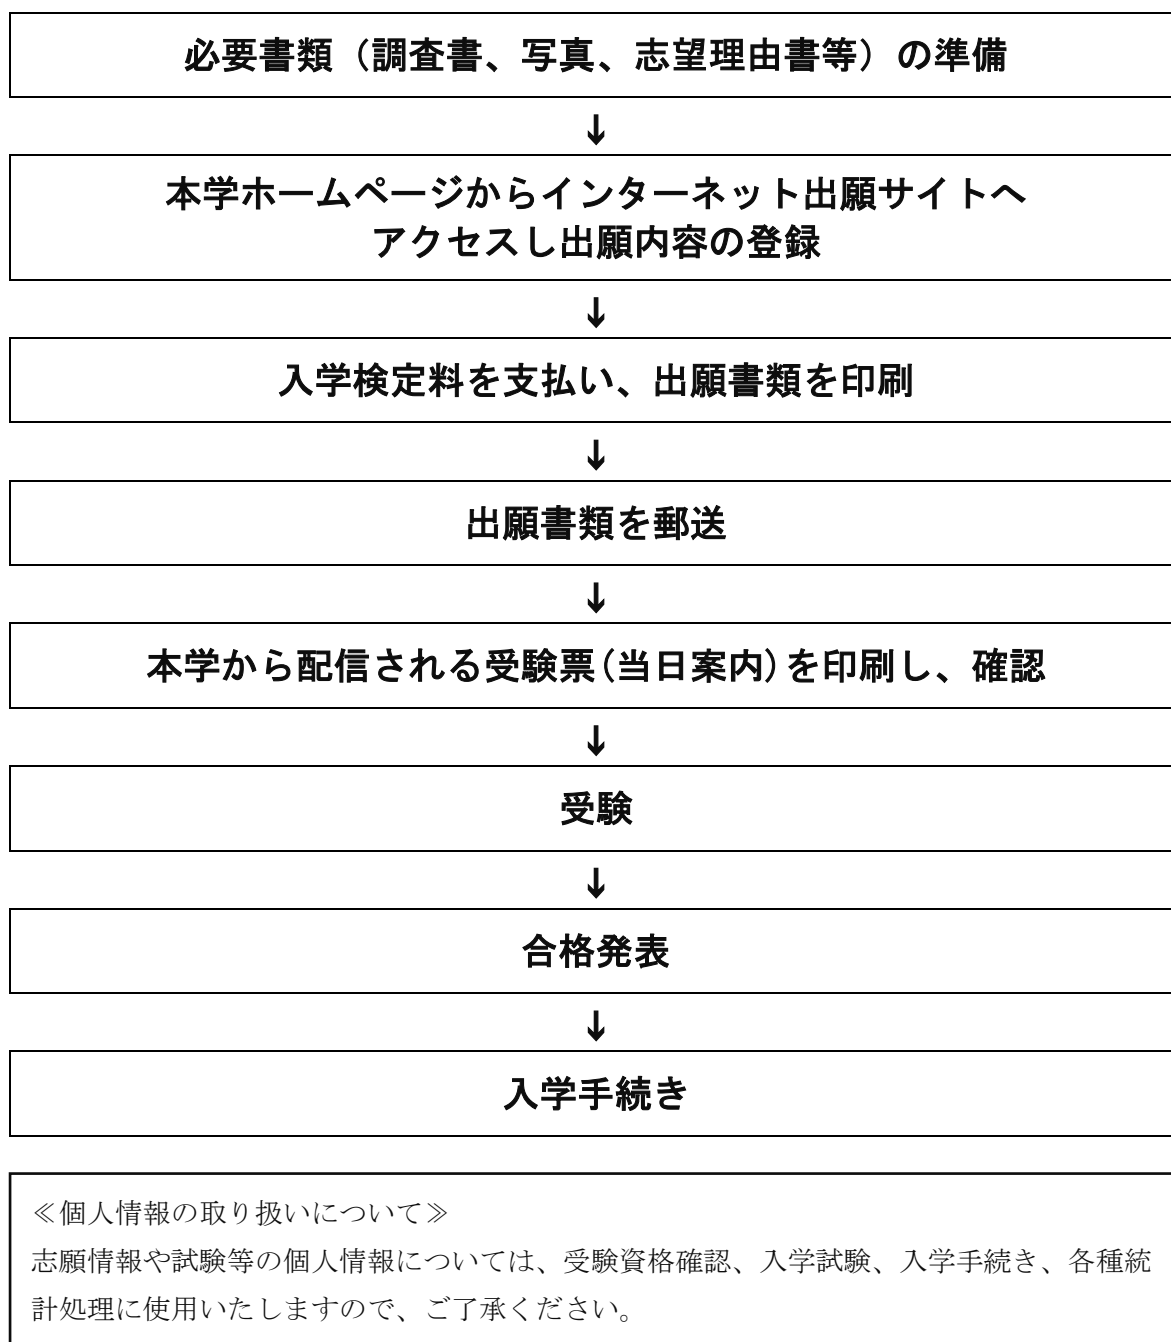 必要書類（調査書、写真、志望理由書等）の準備
↓
本学ホームページからインターネット出願サイトへ
アクセスし出願内容の登録
↓
入学検定料を支払い、出願書類を印刷
↓
出願書類を郵送
↓
本学から配信される受験票(当日案内)を印刷し、確認
↓
受験
↓
合格発表
↓
入学手続き
≪個人情報の取り扱いについて≫
志願情報や試験等の個人情報については、受験資格確認、入学試験、入学手続き、各種統
計処理に使用いたしますので、ご了承ください。